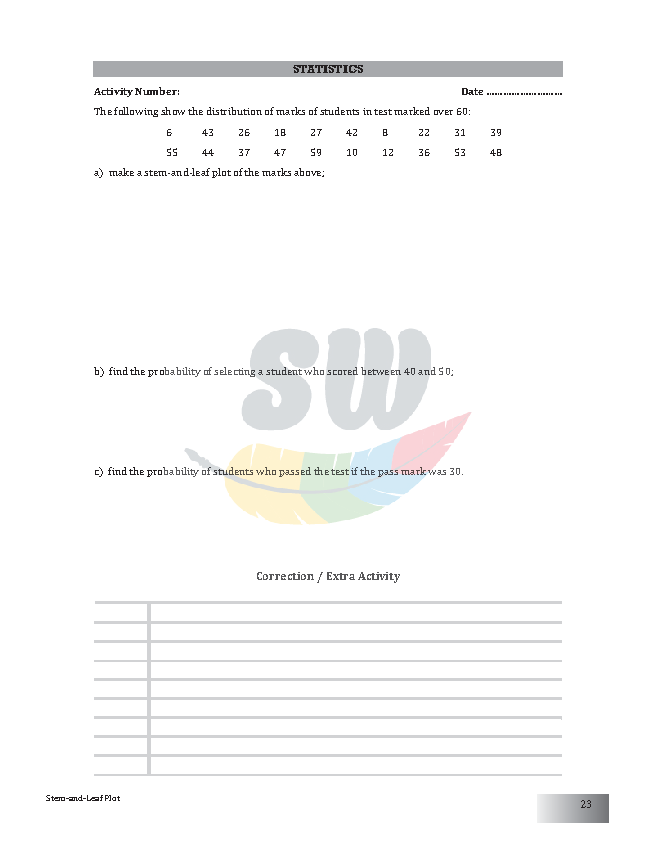 STATISTICS
Activity Number: Date ...........................
The following show the distribution of marks of students in test marked over 60:
6 43 26 18 27 42 8 22 31 39
55 44 37 47 59 10 12 36 53 48
a) make a stem-and-leaf plot of the marks above;
SW
b) find the probability of selecting a student who scored between 40 and 50;
c) find the probability of students who passed the test if the pass mark was 30.
Correction / Extra Activity
Stem-and-Leaf Plot
23